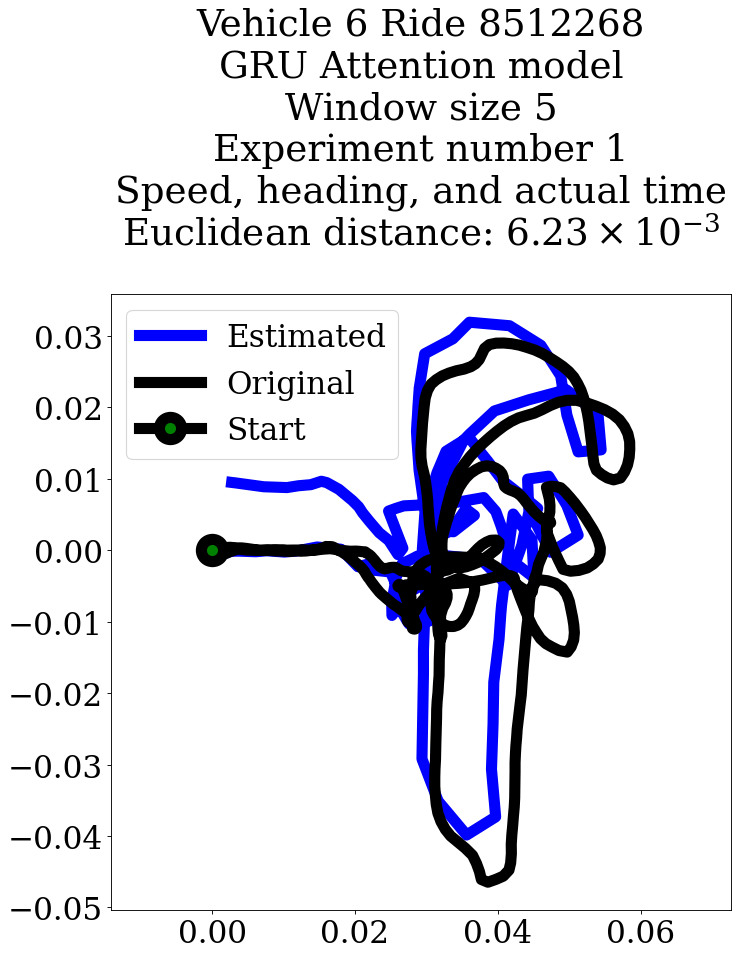 Vehicle 6 Ride 8512268
GRU Attention model
Window size 5
Experiment number 1
Speed, heading, and actual time
Euclidean distance: 6.23 × 10⁻³
Estimated
Original
Start
0.03
0.02
0.01
0.00
−0.01
−0.02
−0.03
−0.04
−0.05
0.00 0.02 0.04 0.06